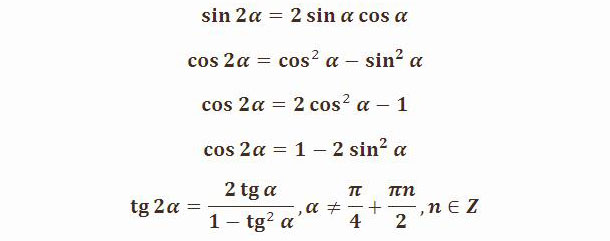 sin 2α = 2 sin α cos α
cos 2α = cos² α − sin² α
cos 2α = 2 cos² α − 1
cos 2α = 1 − 2 sin² α
tg 2α = (2 tg α)/(1 − tg² α), α ≠ π/4 + πn/2, n ∈ Z